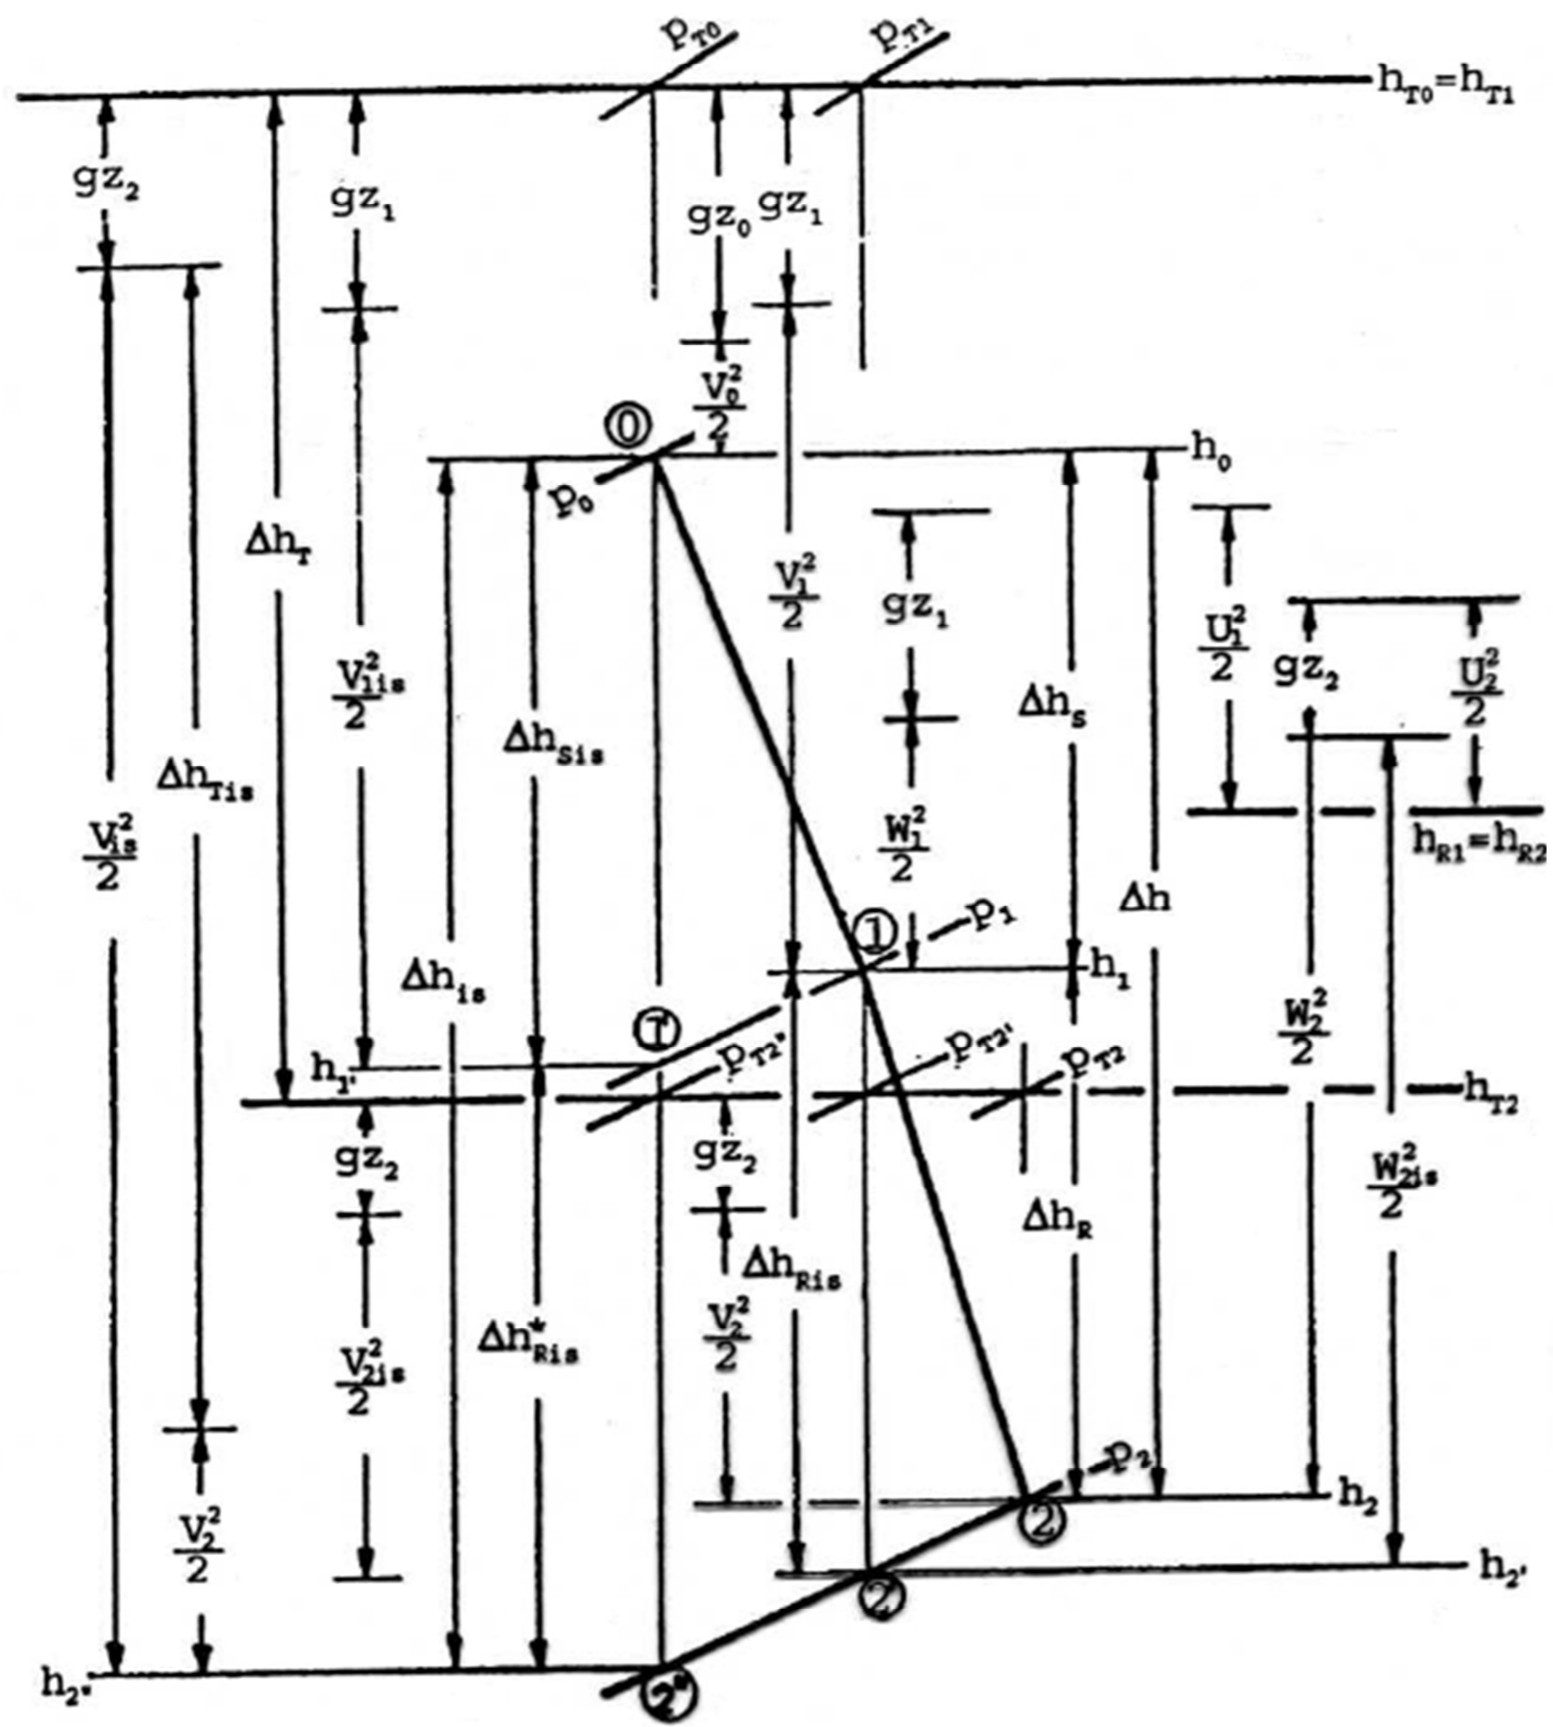 p_T0
p_T1
h_T0=h_T1
gz_2
gz_1
gz_0
gz_1
V_0^2/2
⓪
h_0
p_0
Δh_T
V_1^2/2
gz_1
U_1^2/2
gz_2
U_2^2/2
V_1is^2/2
Δh_S
Δh_Sis
Δh_Tis
V_is^2/2
W_1^2/2
h_R1=h_R2
Δh
①
p_1
Δh_is
h_1
W_2^2/2
1'
h_1'
p_T2"
p_T2'
p_T2
h_T2
gz_2
gz_2
W_2is^2/2
Δh_R
Δh_Ris
Δh*_Ris
V_2^2/2
V_2is^2/2
p_2
h_2
②
V_2^2/2
h_2'
2'
h_2"
2"